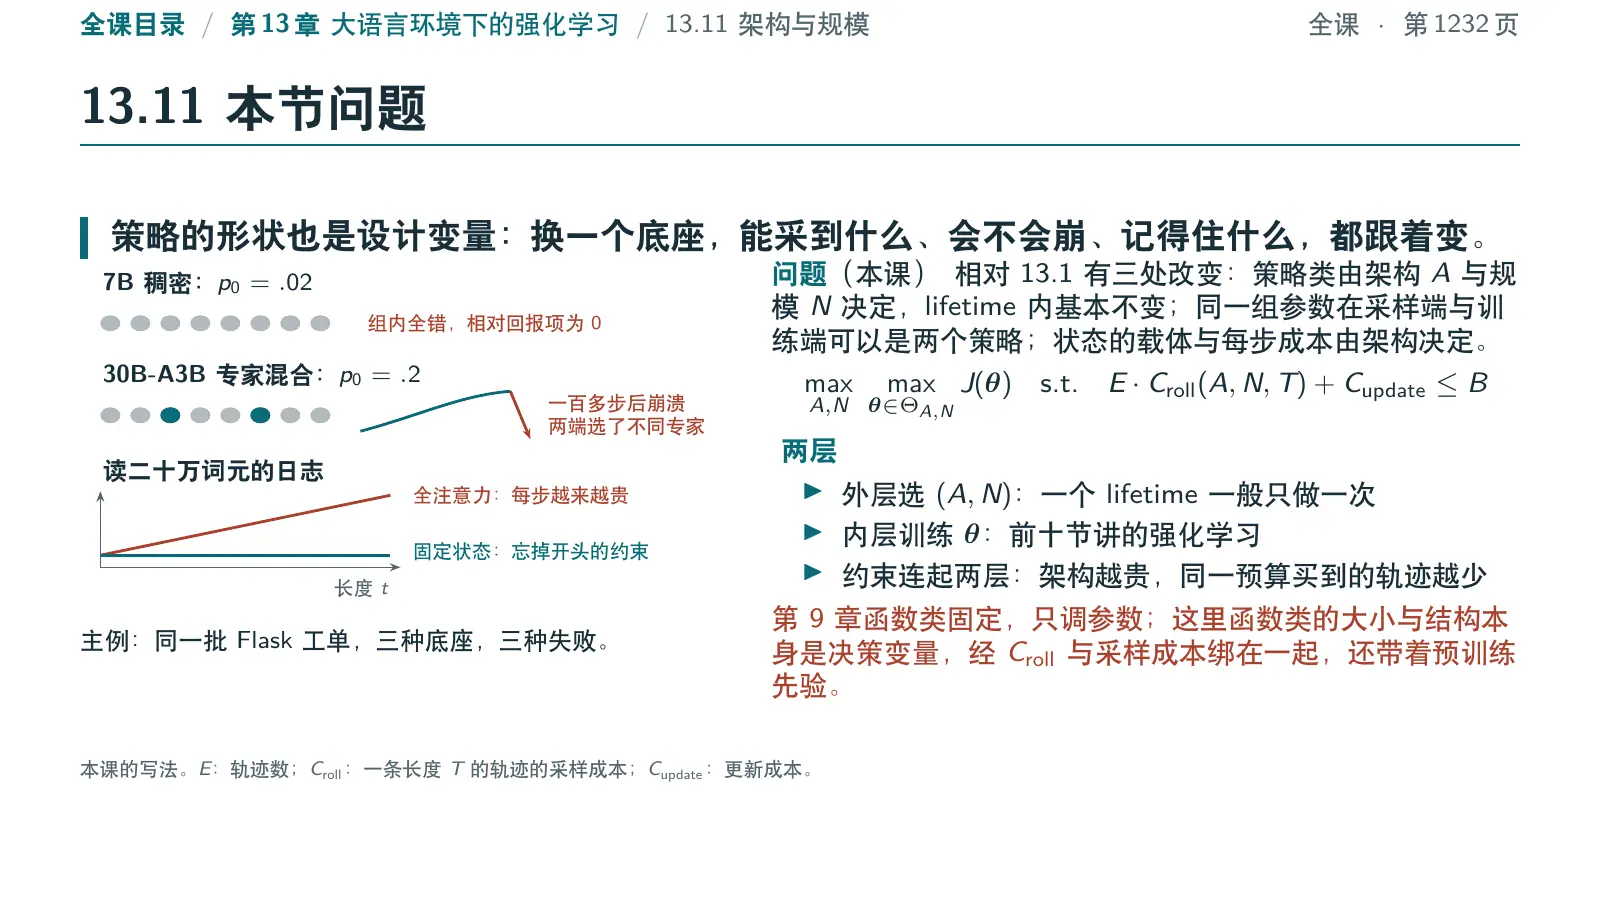 全课目录 / 第 13 章 大语言环境下的强化学习 / 13.11 架构与规模
全课 · 第 1232 页
13.11 本节问题
策略的形状也是设计变量：换一个底座，能采到什么、会不会崩、记得住什么，都跟着变。
7B 稠密：p₀ = .02
组内全错，相对回报项为 0
30B-A3B 专家混合：p₀ = .2
一百多步后崩溃
两端选了不同专家
读二十万词元的日志
全注意力：每步越来越贵
固定状态：忘掉开头的约束
长度 t
主例：同一批 Flask 工单，三种底座，三种失败。
问题（本课） 相对 13.1 有三处改变：策略类由架构 A 与规
模 N 决定，lifetime 内基本不变；同一组参数在采样端与训
练端可以是两个策略；状态的载体与每步成本由架构决定。
max_{A,N} max_{θ∈Θ_{A,N}} J(θ) s.t. E · C_roll(A, N, T) + C_update ≤ B
两层
▶ 外层选 (A, N)：一个 lifetime 一般只做一次
▶ 内层训练 θ：前十节讲的强化学习
▶ 约束连起两层：架构越贵，同一预算买到的轨迹越少
第 9 章函数类固定，只调参数；这里函数类的大小与结构本
身是决策变量，经 C_roll 与采样成本绑在一起，还带着预训练
先验。
本课的写法。E：轨迹数；C_roll：一条长度 T 的轨迹的采样成本；C_update：更新成本。